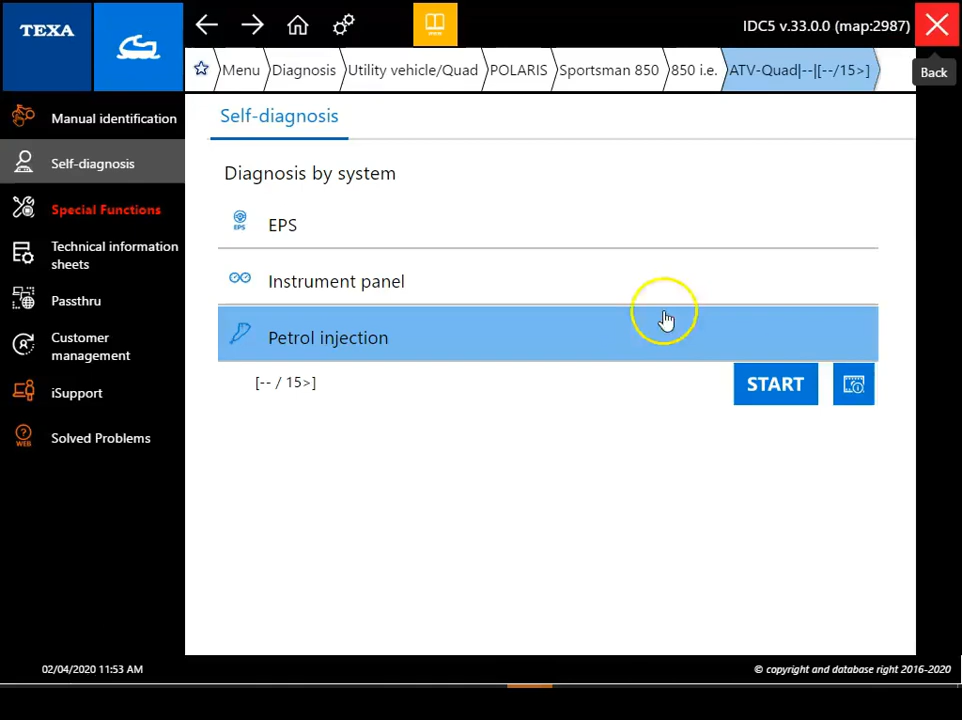 TEXA
IDC5 v.33.0.0 (map:2987)
Menu
Diagnosis
Utility vehicle/Quad
POLARIS
Sportsman 850
850 i.e.
ATV-Quad|--|[--/15>]
Back
Manual identification
Self-diagnosis
Special Functions
Technical information
sheets
Passthru
Customer
management
iSupport
WEB
Solved Problems
Self-diagnosis
Diagnosis by system
EPS
EPS
Instrument panel
Petrol injection
[-- / 15>]
START
02/04/2020 11:53 AM
© copyright and database right 2016-2020